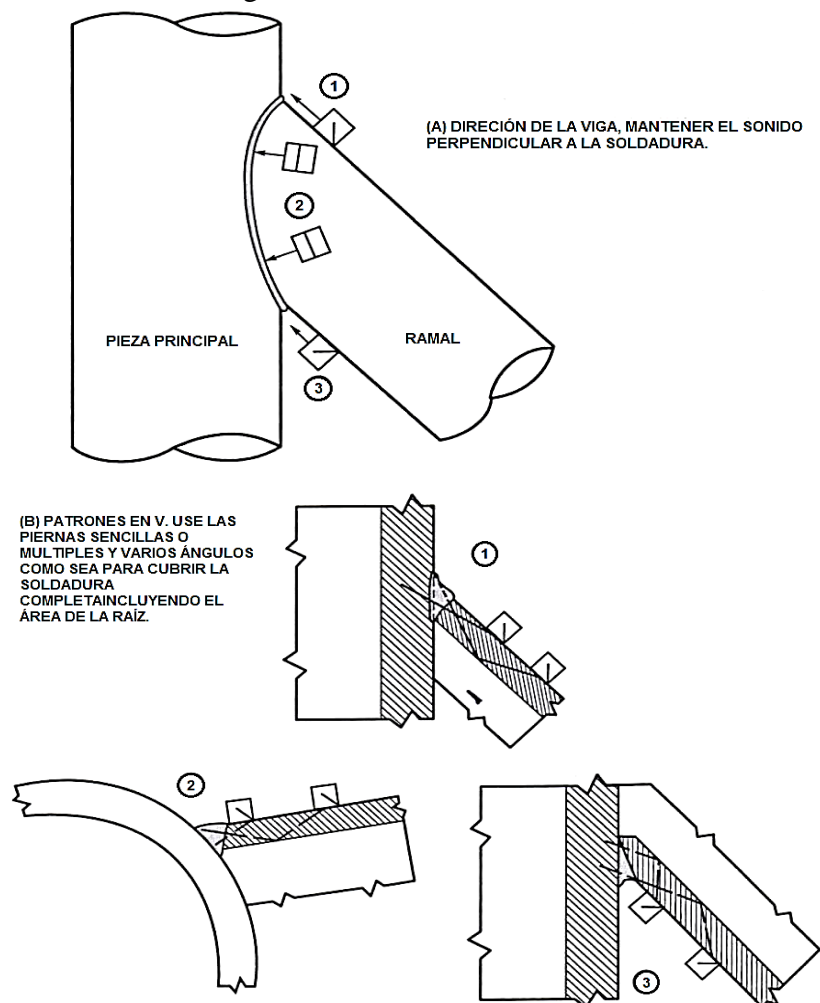 1
(A) DIRECIÓN DE LA VIGA, MANTENER EL SONIDO
PERPENDICULAR A LA SOLDADURA.
2
PIEZA PRINCIPAL
RAMAL
3
(B) PATRONES EN V. USE LAS
PIERNAS SENCILLAS O
MULTIPLES Y VARIOS ÁNGULOS
COMO SEA PARA CUBRIR LA
SOLDADURA
COMPLETAINCLUYENDO EL
ÁREA DE LA RAÍZ.
1
2
3